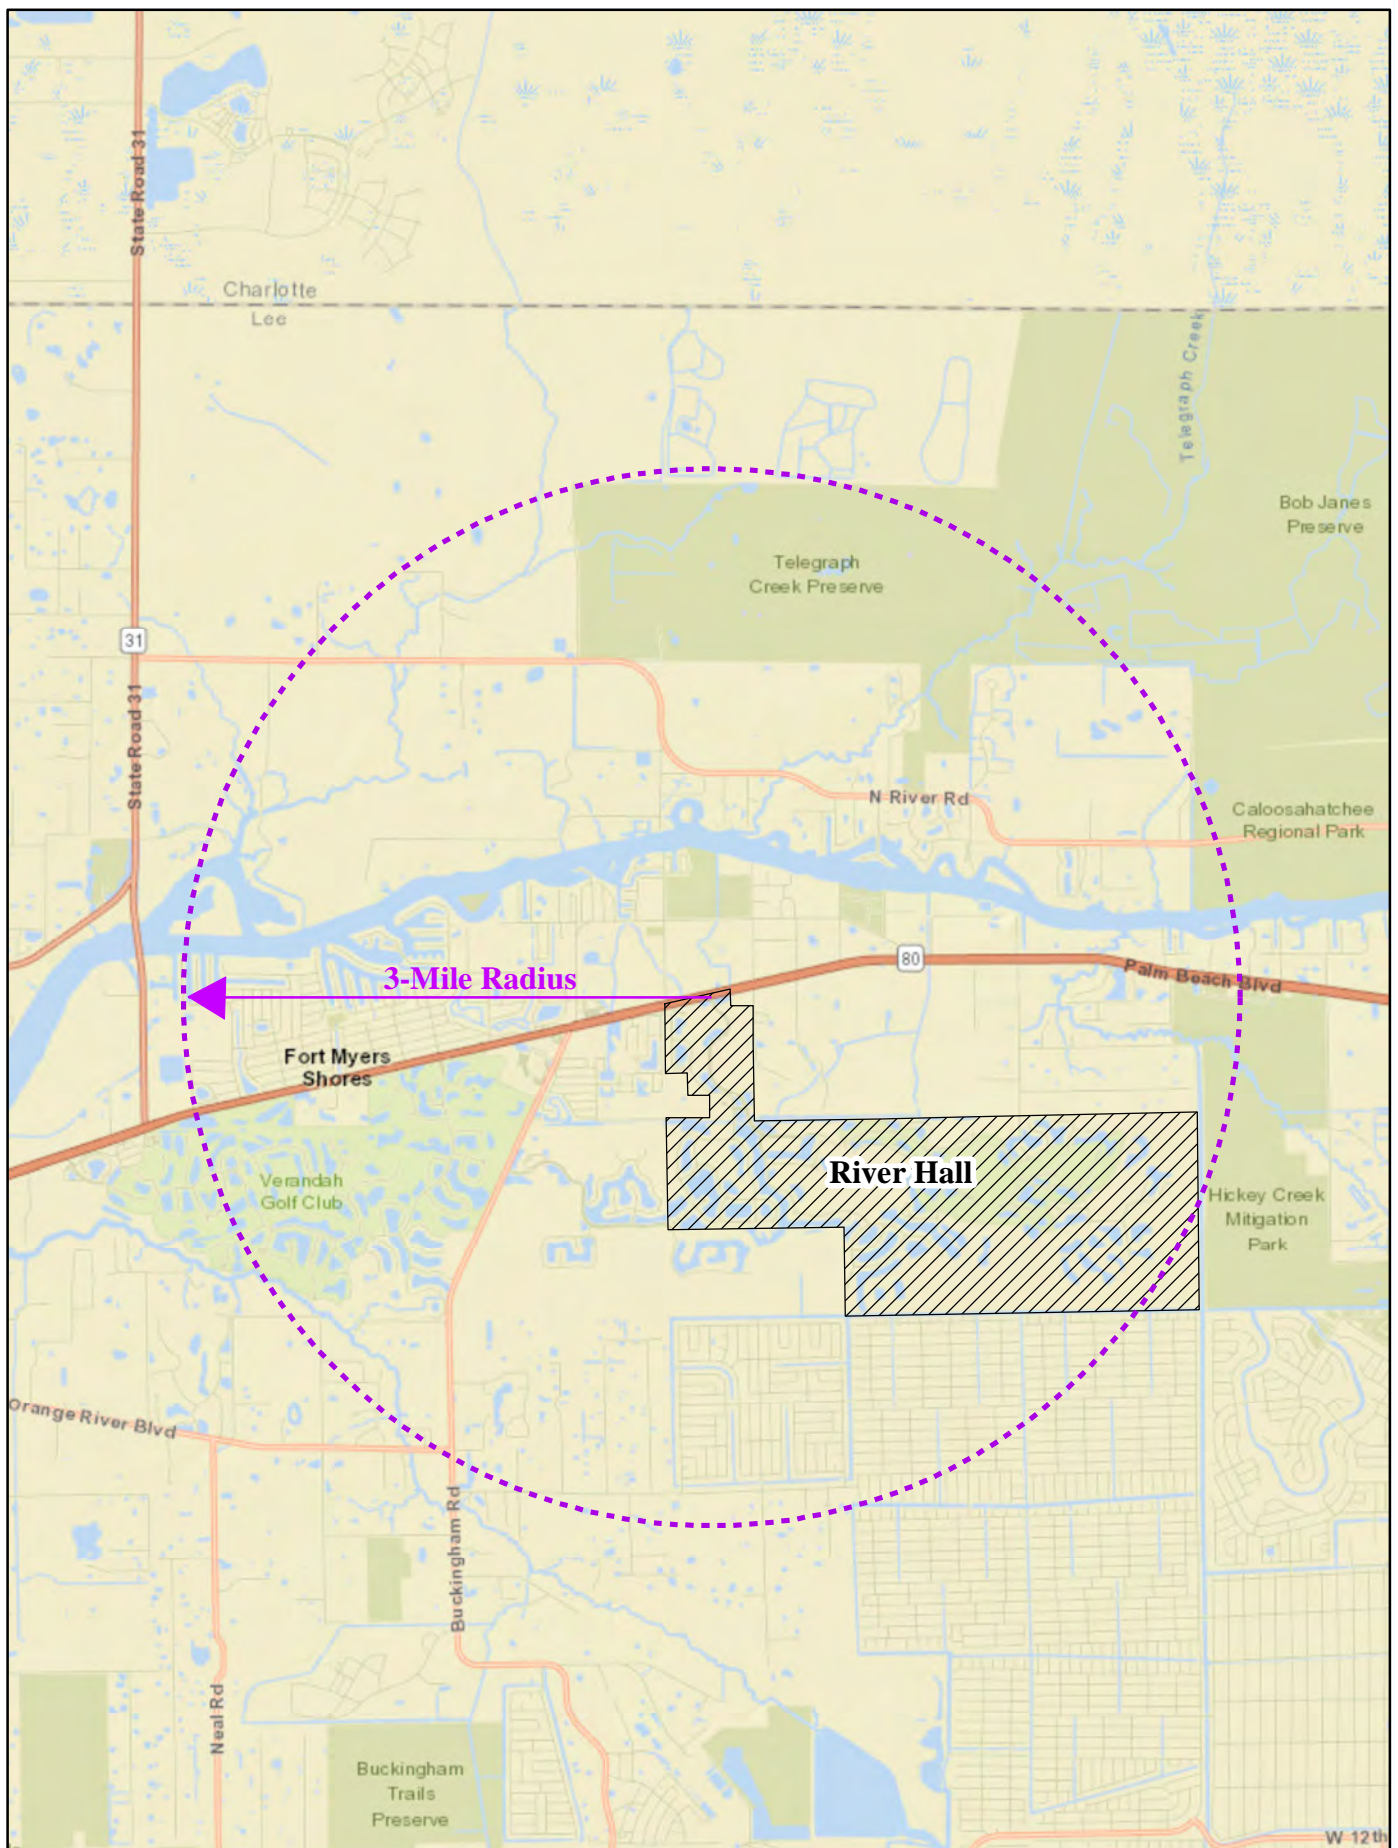 State Road 31
Charlotte
Lee
Telegraph Creek
Bob Janes
Preserve
Telegraph
Creek Preserve
31
State Road 31
N River Rd
Caloosahatchee
Regional Park
80
Palm Beach Blvd
3-Mile Radius
Fort Myers
Shores
Verandah
Golf Club
River Hall
Hickey Creek
Mitigation
Park
Orange River Blvd
Buckingham Rd
Neal Rd
Buckingham
Trails
Preserve
W 12th